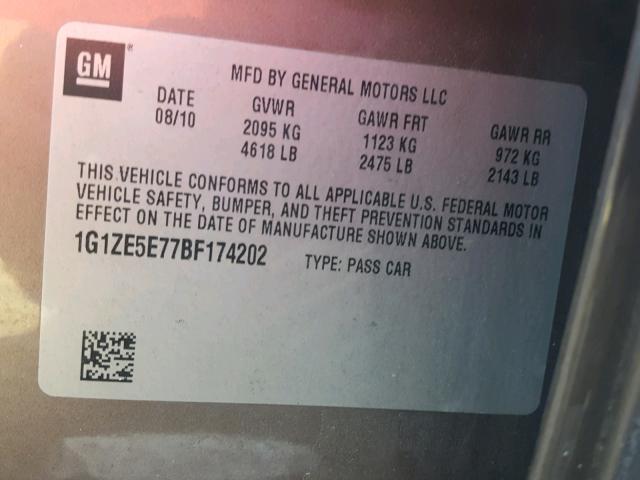 GM®
MFD BY GENERAL MOTORS LLC
DATE GVWR GAWR FRT GAWR RR
08/10 2095 KG 1123 KG 972 KG
4618 LB 2475 LB 2143 LB
THIS VEHICLE CONFORMS TO ALL APPLICABLE U.S. FEDERAL MOTOR
VEHICLE SAFETY, BUMPER, AND THEFT PREVENTION STANDARDS IN
EFFECT ON THE DATE OF MANUFACTURE SHOWN ABOVE.
1G1ZE5E77BF174202 TYPE: PASS CAR